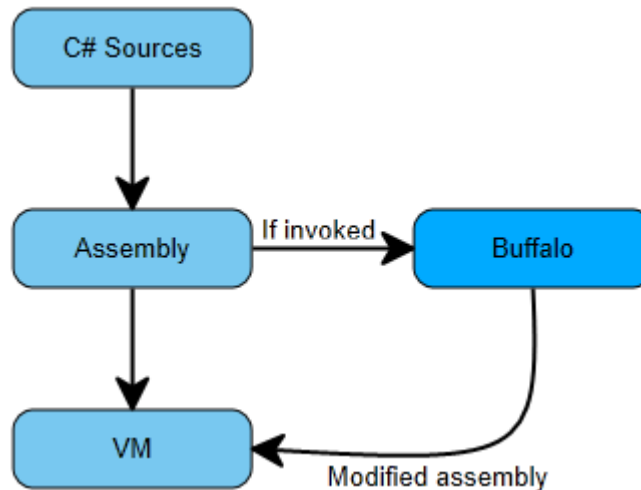 C# Sources
Assembly
If invoked
Buffalo
VM
Modified assembly